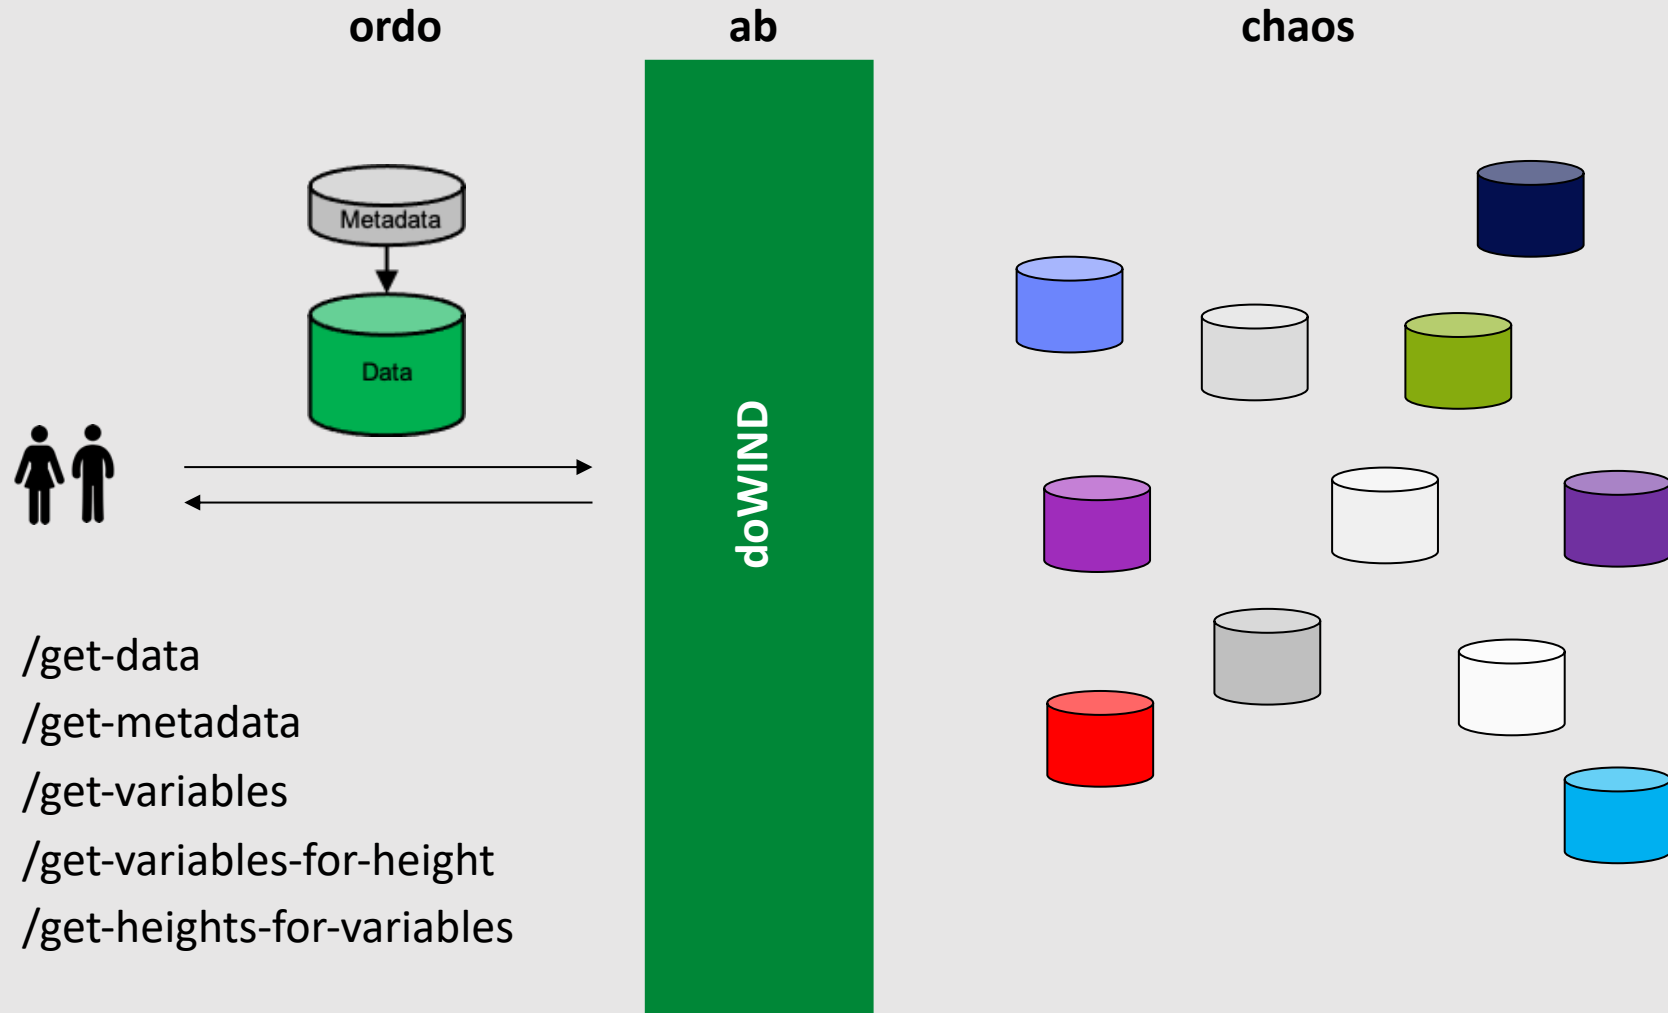 ordo ab chaos
Metadata
Data
doWIND
/get-data
/get-metadata
/get-variables
/get-variables-for-height
/get-heights-for-variables